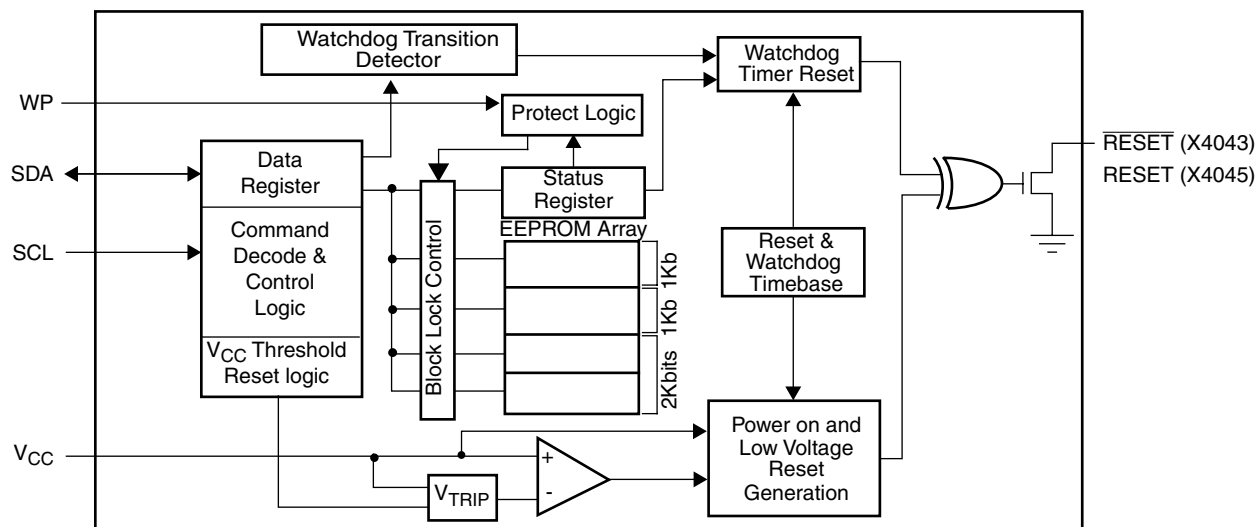 Watchdog Transition
Detector
Watchdog
Timer Reset
WP
Protect Logic
RESET (X4043)
RESET (X4045)
SDA
Data
Register
Status
Register
EEPROM Array
SCL
Command
Decode &
Control
Logic
Block Lock Control
1Kb
1Kb
2Kbits
Reset &
Watchdog
Timebase
VCC Threshold
Reset logic
Power on and
Low Voltage
Reset
Generation
VCC
+
-
VTRIP